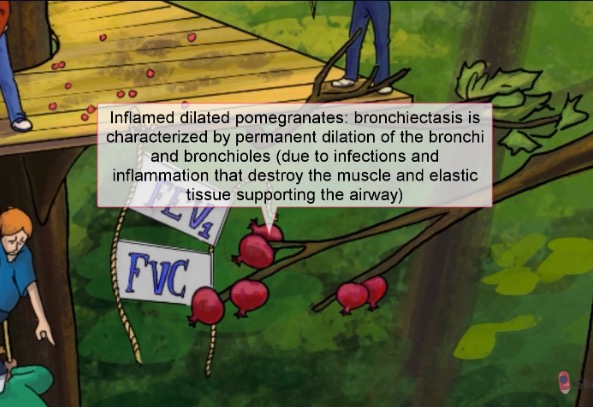 Inflamed dilated pomegranates: bronchiectasis is
characterized by permanent dilation of the bronchi
and bronchioles (due to infections and
inflammation that destroy the muscle and elastic
tissue supporting the airway)
FEV1
FVC